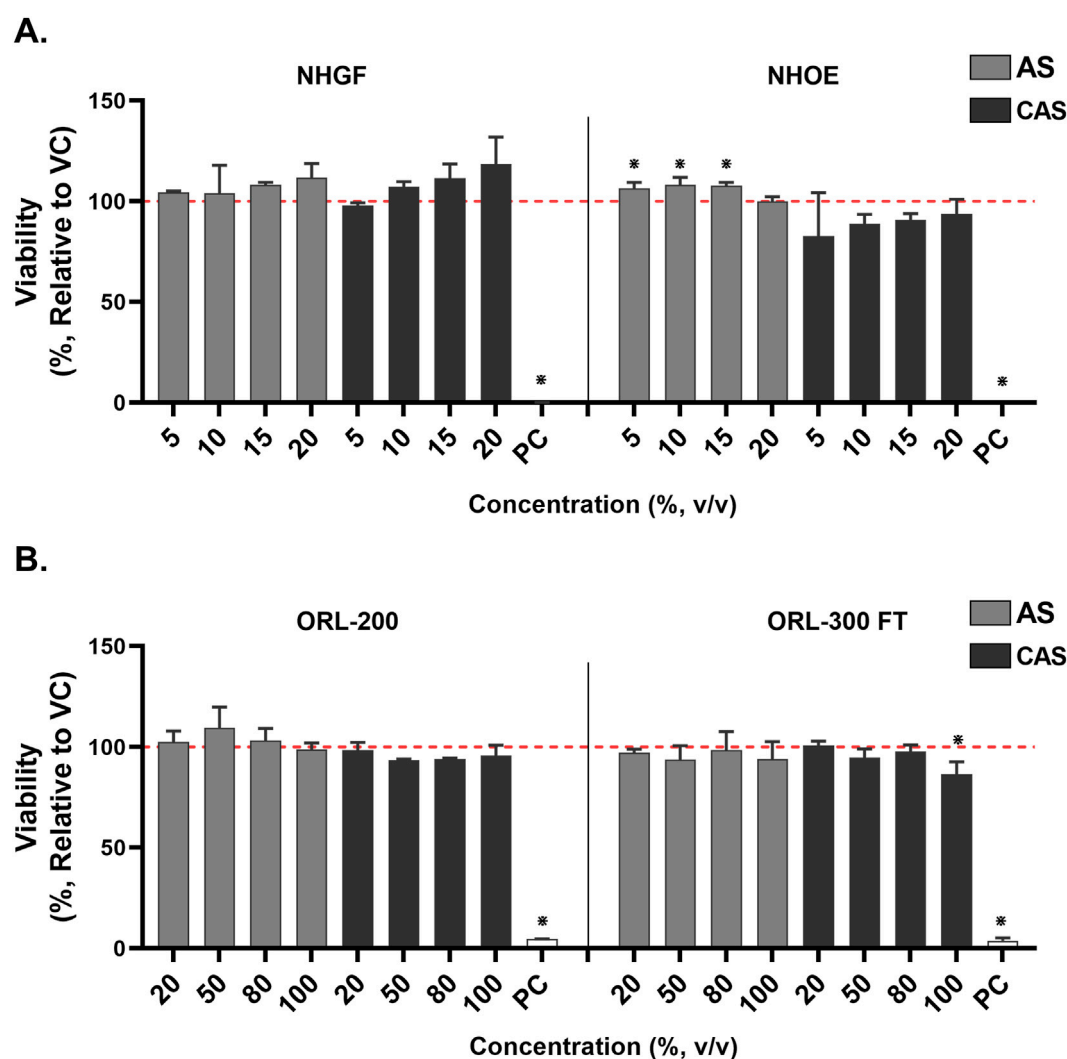 A.
NHGF
NHOE
AS
CAS
Viability
(%, Relative to VC)
150
100
50
0
※
※
※
※
※
5 10 15 20 5 10 15 20 PC 5 10 15 20 5 10 15 20 PC
Concentration (%, v/v)
B.
ORL-200
ORL-300 FT
AS
CAS
Viability
(%, Relative to VC)
150
100
50
0
※
※
※
20 50 80 100 20 50 80 100 PC 20 50 80 100 20 50 80 100 PC
Concentration (%, v/v)